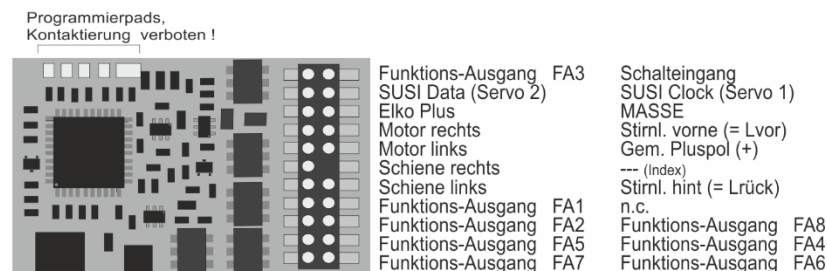 Programmierpads,
Kontaktierung verboten !
Funktions-Ausgang FA3 Schalteingang
SUSI Data (Servo 2) SUSI Clock (Servo 1)
Elko Plus MASSE
Motor rechts Stirnl. vorne (= Lvor)
Motor links Gem. Pluspol (+)
Schiene rechts --- (Index)
Schiene links Stirnl. hint (= Lrück)
Funktions-Ausgang FA1 n.c.
Funktions-Ausgang FA2 Funktions-Ausgang FA8
Funktions-Ausgang FA5 Funktions-Ausgang FA4
Funktions-Ausgang FA7 Funktions-Ausgang FA6